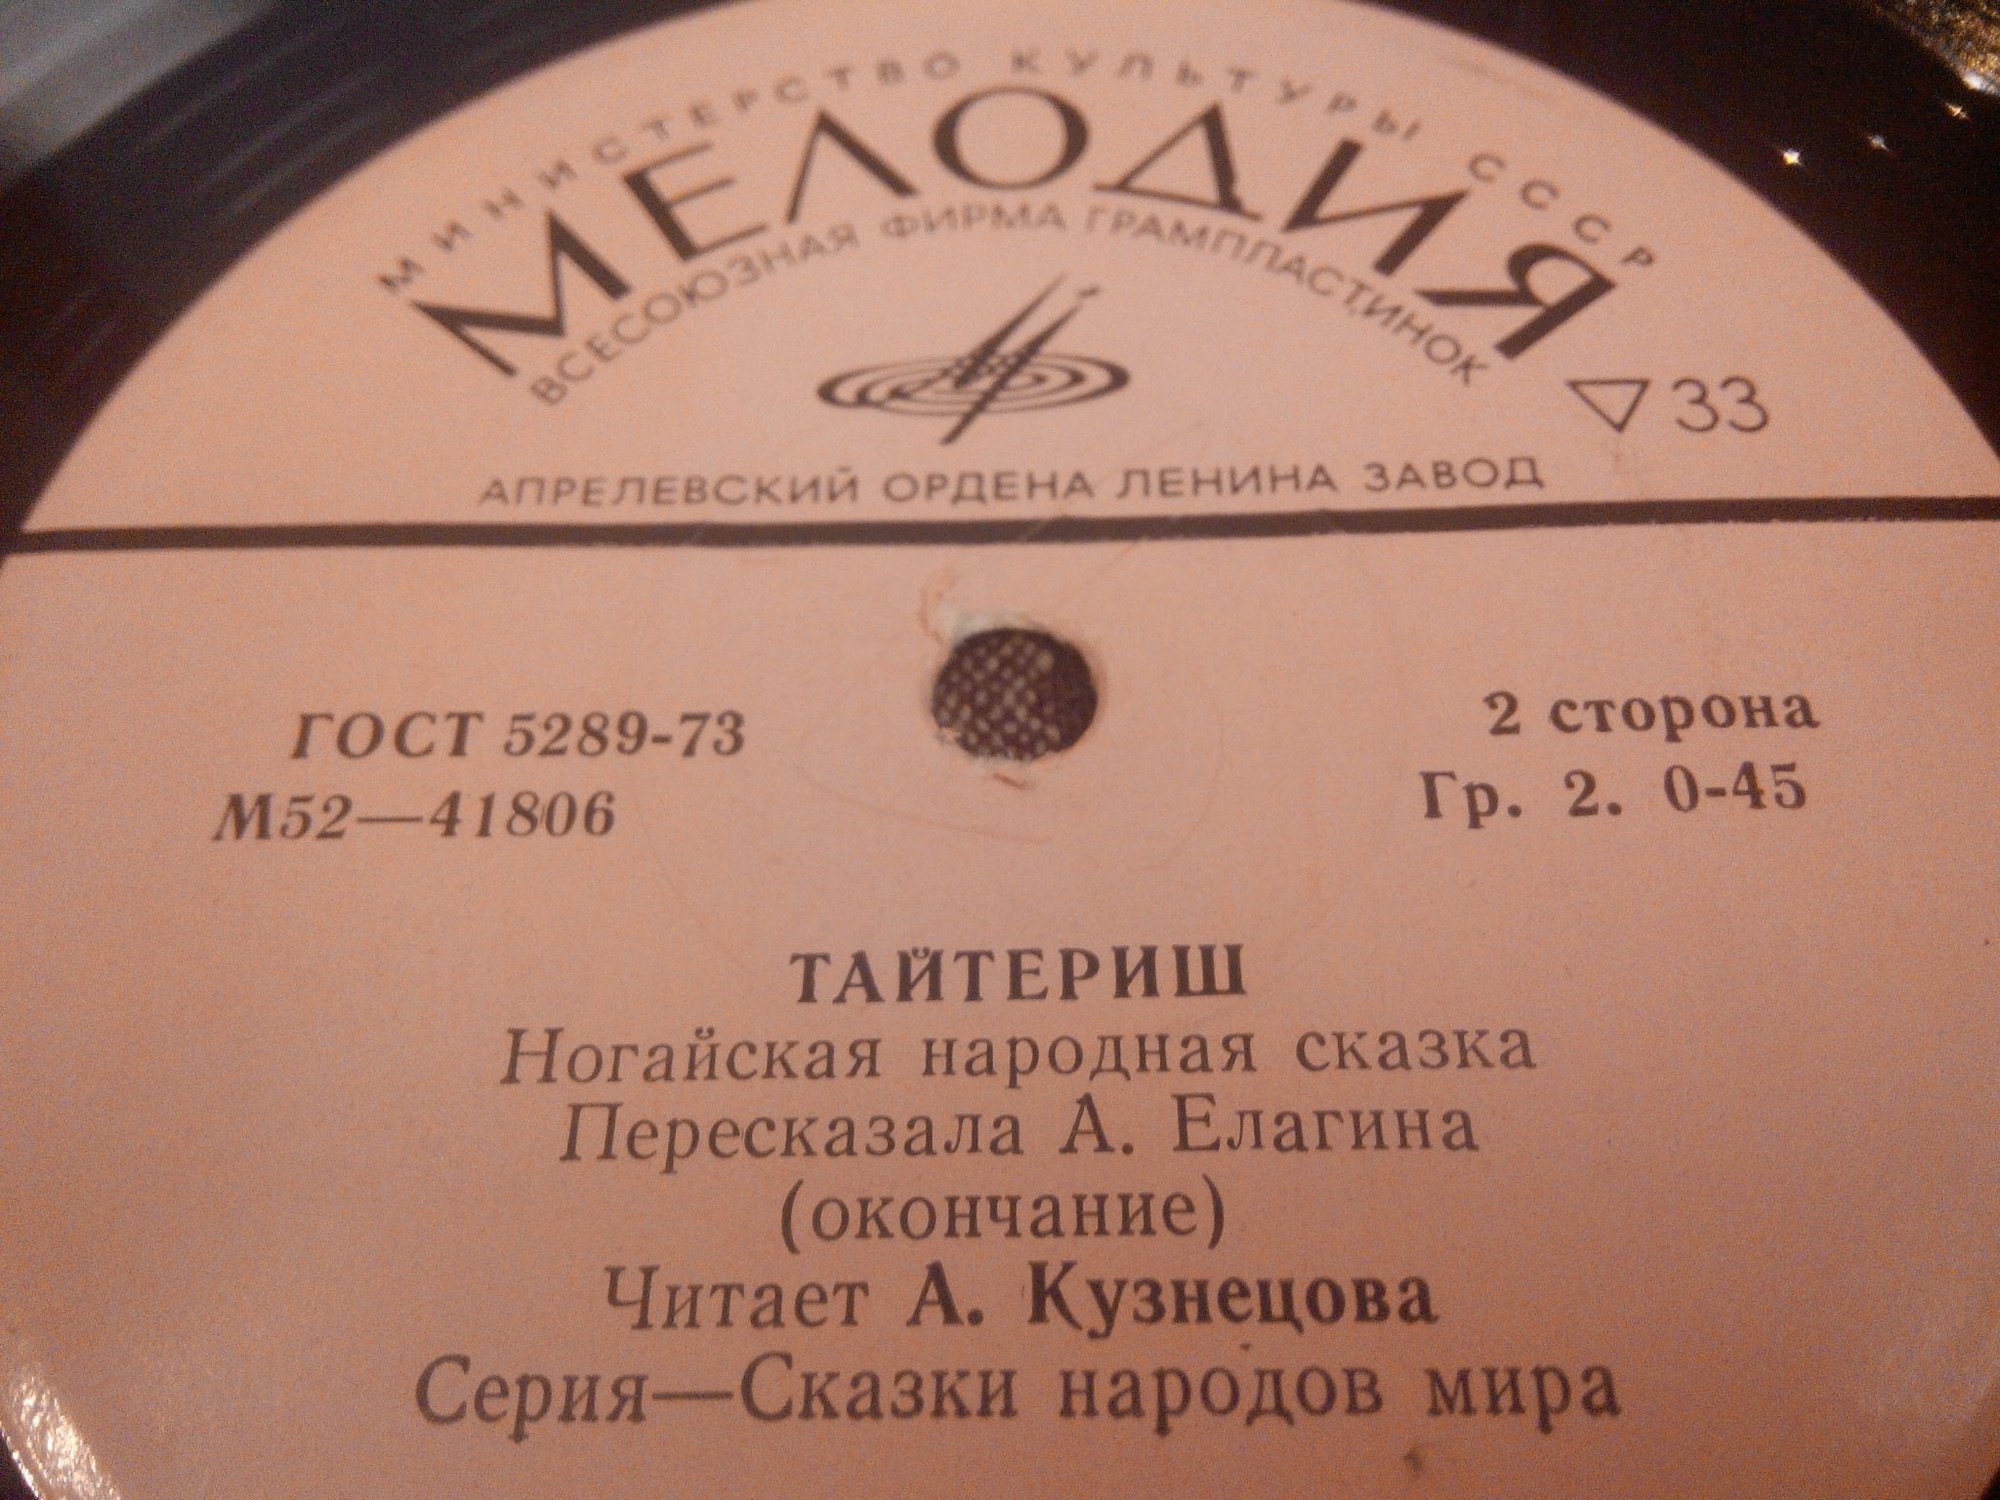 МИНИСТЕРСТВО КУЛЬТУРЫ СССР
МЕЛОДИЯ
ВСЕСОЮЗНАЯ ФИРМА ГРАМПЛАСТИНОК
33
АПРЕЛЕВСКИЙ ОРДЕНА ЛЕНИНА ЗАВОД
ГОСТ 5289-73
2 сторона
М52—41806
Гр. 2. 0-45
ТАЙТЕРИШ
Ногайская народная сказка
Пересказала А. Елагина
(окончание)
Читает А. Кузнецова
Серия—Сказки народов мира